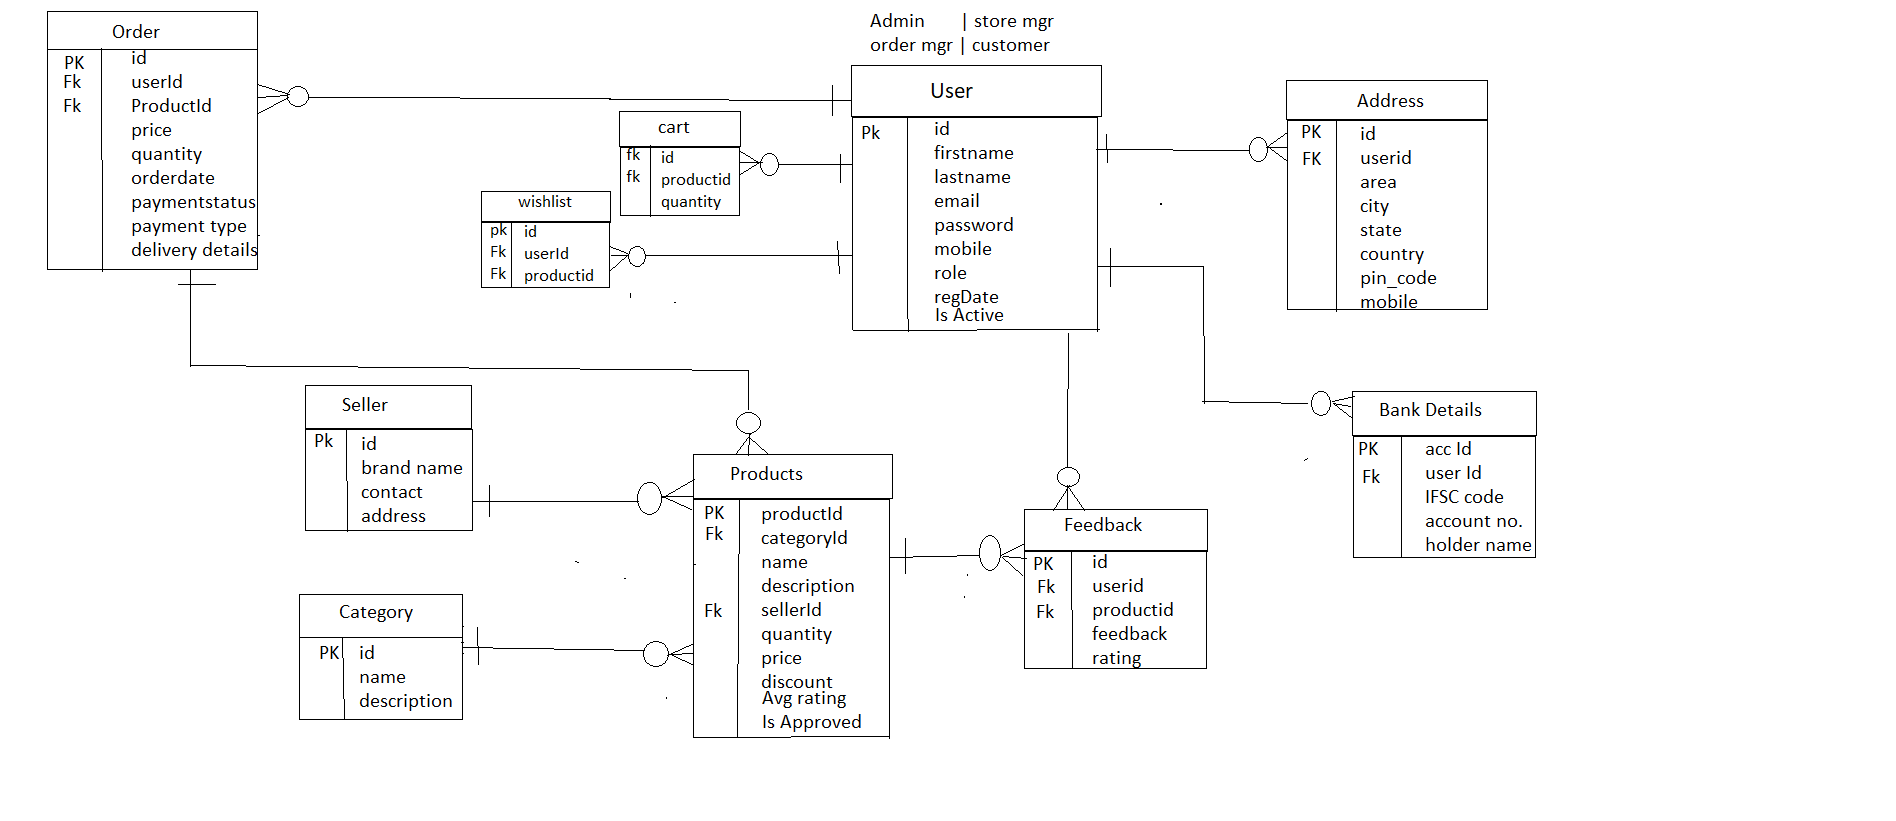 Admin | store mgr
order mgr | customer
Order
PK id
Fk userId
Fk ProductId
price
quantity
orderdate
paymentstatus
payment type
delivery details
User
Pk id
firstname
lastname
email
password
mobile
role
regDate
Is Active
Address
PK id
FK userid
area
city
state
country
pin_code
mobile
cart
fk id
fk productid
quantity
wishlist
pk id
Fk userId
Fk productid
Seller
Pk id
brand name
contact
address
Bank Details
PK acc Id
Fk user Id
IFSC code
account no.
holder name
Products
PK productId
Fk categoryId
name
description
Fk sellerId
quantity
price
discount
Avg rating
Is Approved
Feedback
PK id
Fk userid
Fk productid
feedback
rating
Category
PK id
name
description